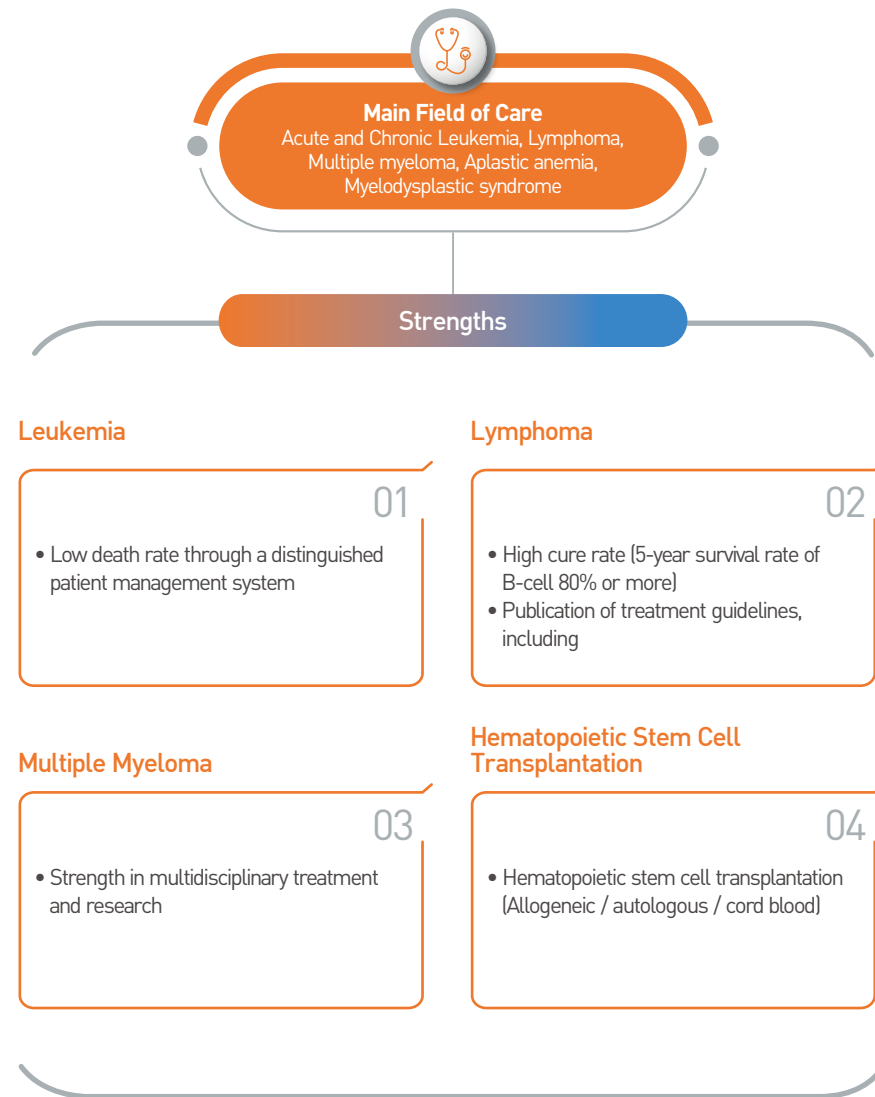 Main Field of Care
Acute and Chronic Leukemia, Lymphoma,
Multiple myeloma, Aplastic anemia,
Myelodysplastic syndrome
Strengths
Leukemia
01
• Low death rate through a distinguished
patient management system
Lymphoma
02
• High cure rate (5-year survival rate of
B-cell 80% or more)
• Publication of treatment guidelines,
including
Multiple Myeloma
03
• Strength in multidisciplinary treatment
and research
Hematopoietic Stem Cell
Transplantation
04
• Hematopoietic stem cell transplantation
(Allogeneic / autologous / cord blood)